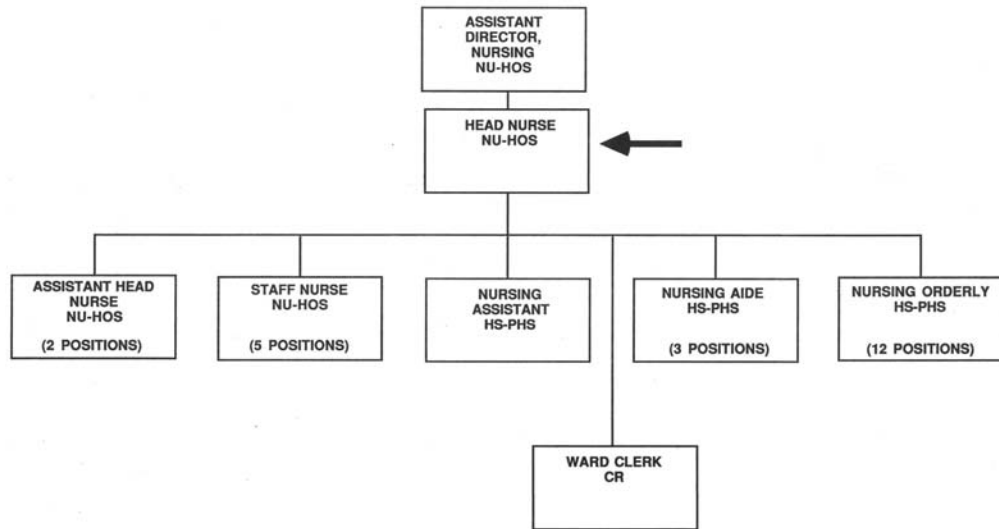 ASSISTANT
DIRECTOR,
NURSING
NU-HOS
HEAD NURSE
NU-HOS
ASSISTANT HEAD
NURSE
NU-HOS
(2 POSITIONS)
STAFF NURSE
NU-HOS
(5 POSITIONS)
NURSING
ASSISTANT
HS-PHS
NURSING AIDE
HS-PHS
(3 POSITIONS)
NURSING ORDERLY
HS-PHS
(12 POSITIONS)
WARD CLERK
CR